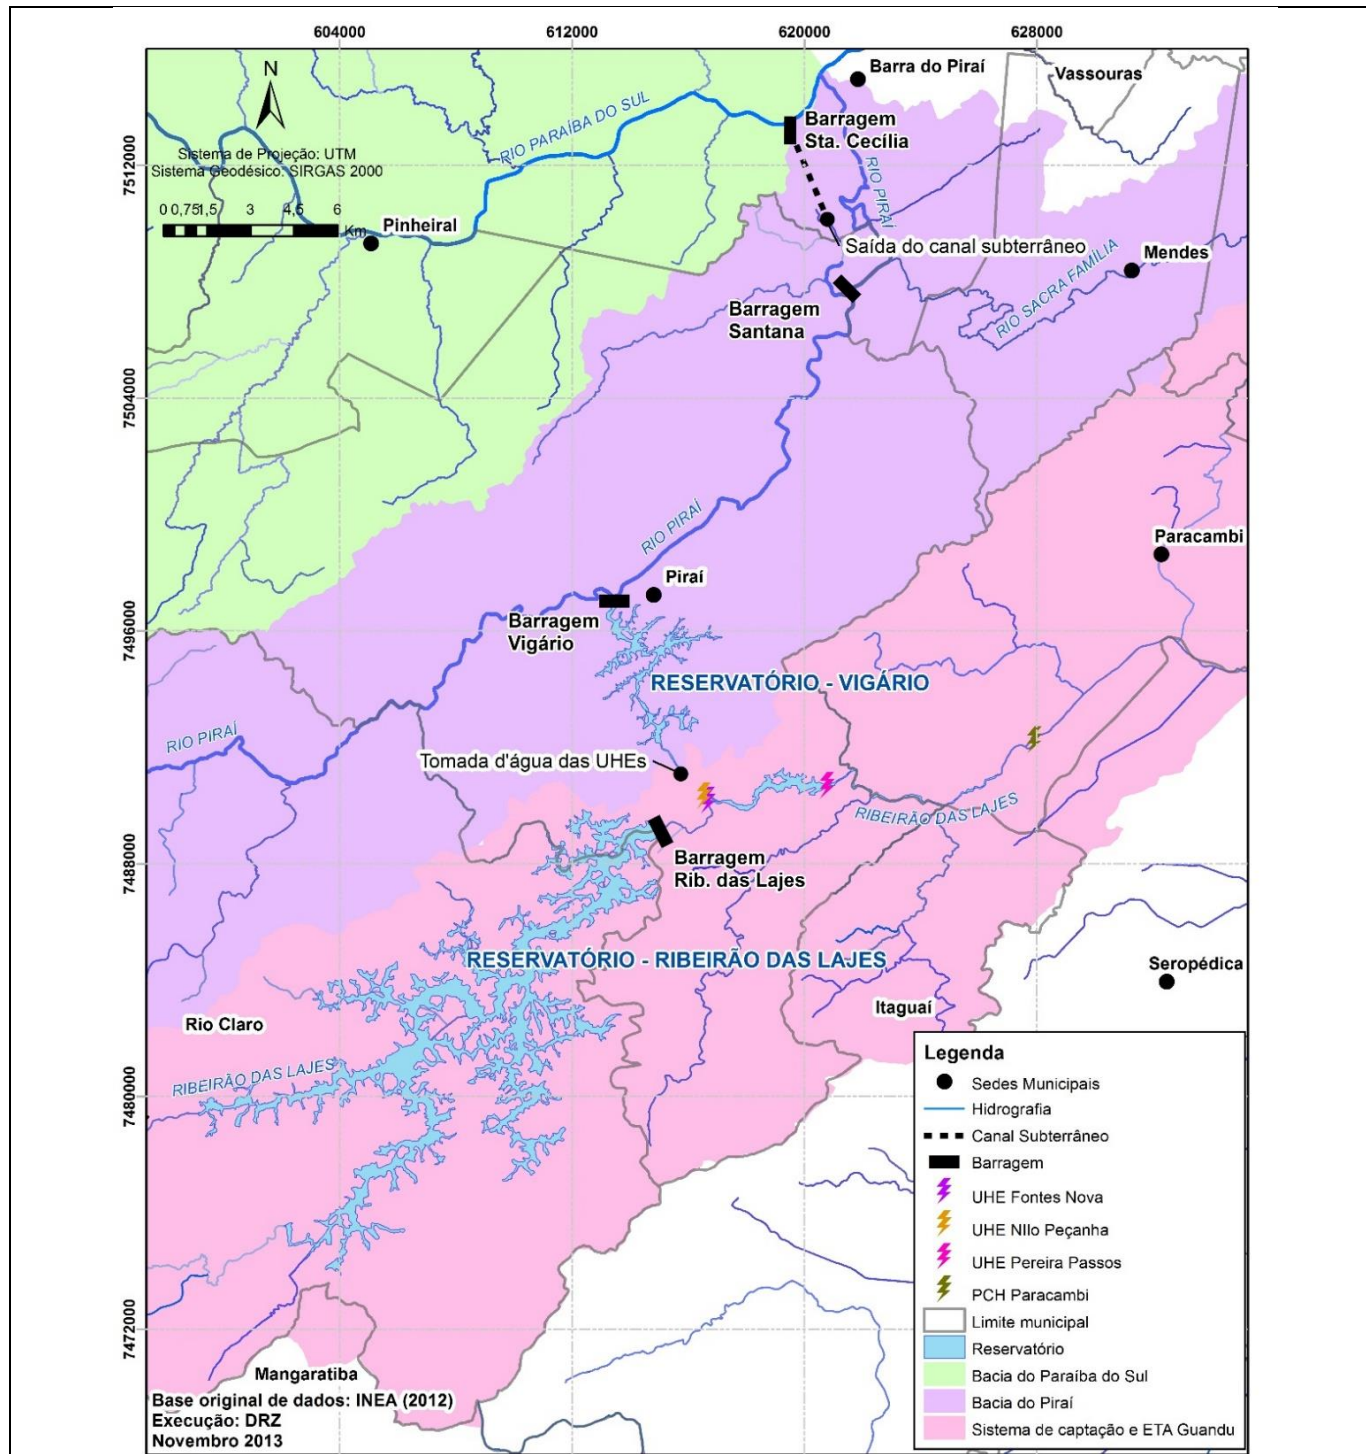 604000
612000
620000
628000
Barra do Piraí
Vassouras
N
RIO PARAÍBA DO SUL
Barragem
Sta. Cecília
7512000
Sistema de Projeção: UTM
Sistema Geodésico: SIRGAS 2000
RIO PIRAÍ
0 0,75 1,5 3 4,5 6
Km
Pinheiral
Saída do canal subterrâneo
Mendes
RIO SACRA FAMÍLIA
Barragem
Santana
7504000
RIO PIRAÍ
Paracambi
Piraí
7496000
Barragem
Vigário
RESERVATÓRIO - VIGÁRIO
RIO PIRAÍ
Tomada d'água das UHEs
RIBEIRÃO DAS LAJES
7488000
Barragem
Rib. das Lajes
RESERVATÓRIO - RIBEIRÃO DAS LAJES
Seropédica
Itaguaí
Rio Claro
RIBEIRÃO DAS LAJES
7480000
Legenda
Sedes Municipais
Hidrografia
Canal Subterrâneo
Barragem
UHE Fontes Nova
UHE NIlo Peçanha
UHE Pereira Passos
PCH Paracambi
Limite municipal
Reservatório
Bacia do Paraíba do Sul
Bacia do Piraí
Sistema de captação e ETA Guandu
7472000
Mangaratiba
Base original de dados: INEA (2012)
Execução: DRZ
Novembro 2013